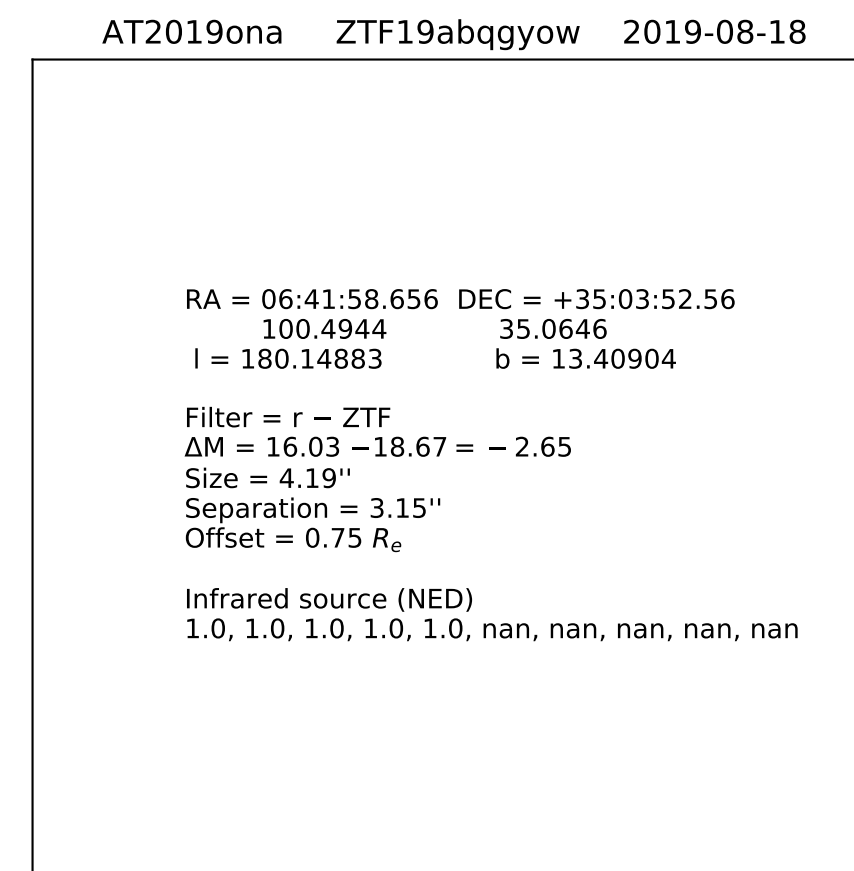 AT2019ona ZTF19abqgyow 2019-08-18
RA = 06:41:58.656 DEC = +35:03:52.56
100.4944 35.0646
l = 180.14883 b = 13.40904
Filter = r − ZTF
ΔM = 16.03 −18.67 = − 2.65
Size = 4.19''
Separation = 3.15''
Offset = 0.75 Re
Infrared source (NED)
1.0, 1.0, 1.0, 1.0, 1.0, nan, nan, nan, nan, nan